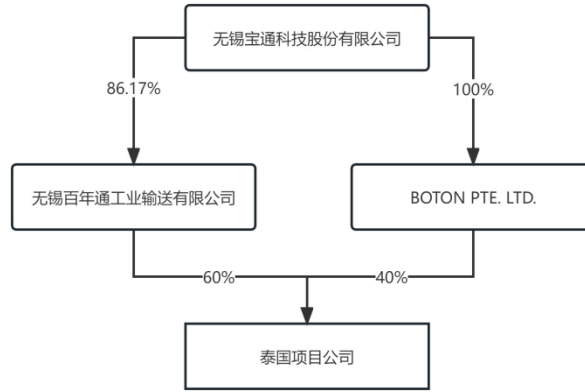 无锡宝通科技股份有限公司
86.17%
100%
无锡百年通工业输送有限公司
BOTON PTE. LTD.
60%
40%
泰国项目公司